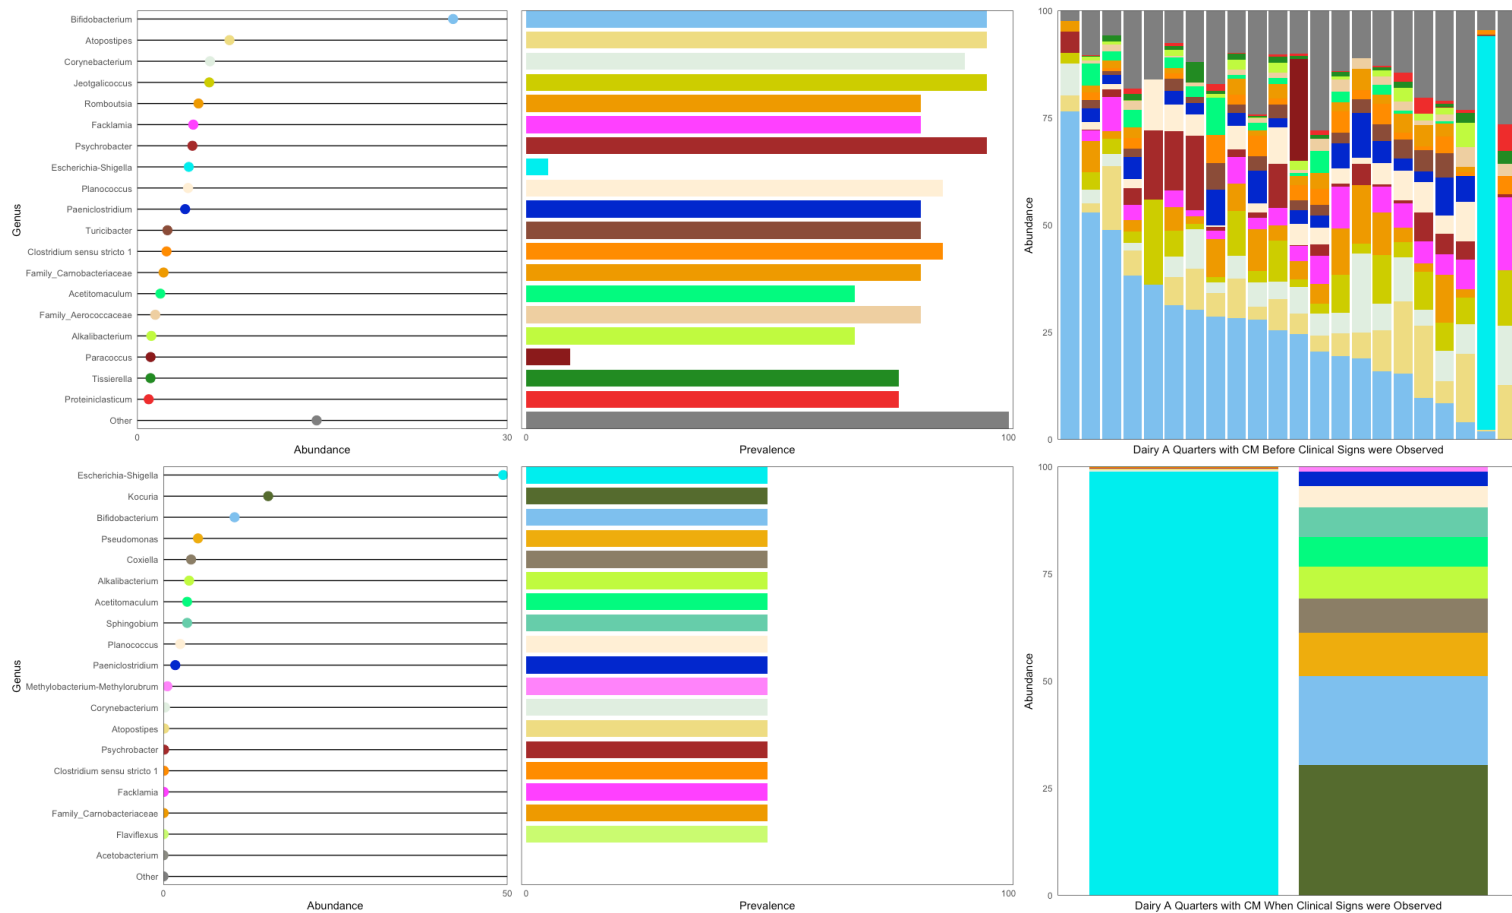 Genus
Bifidobacterium
Atopostipes
Corynebacterium
Jeotgalicoccus
Romboutsia
Facklamia
Psychrobacter
Escherichia-Shigella
Planococcus
Paeniclostridium
Turicibacter
Clostridium sensu stricto 1
Family_Carnobacteriaceae
Acetitomaculum
Family_Aerococcaceae
Alkalibacterium
Paracoccus
Tissierella
Proteiniclasticum
Other
0 30
Abundance
0 100
Prevalence
Abundance
100
75
50
25
0
Dairy A Quarters with CM Before Clinical Signs were Observed
Genus
Escherichia-Shigella
Kocuria
Bifidobacterium
Pseudomonas
Coxiella
Alkalibacterium
Acetitomaculum
Sphingobium
Planococcus
Paeniclostridium
Methylobacterium-Methylorubrum
Corynebacterium
Atopostipes
Psychrobacter
Clostridium sensu stricto 1
Facklamia
Family_Carnobacteriaceae
Flaviflexus
Acetobacterium
Other
0 50
Abundance
0 100
Prevalence
Abundance
100
75
50
25
0
Dairy A Quarters with CM When Clinical Signs were Observed